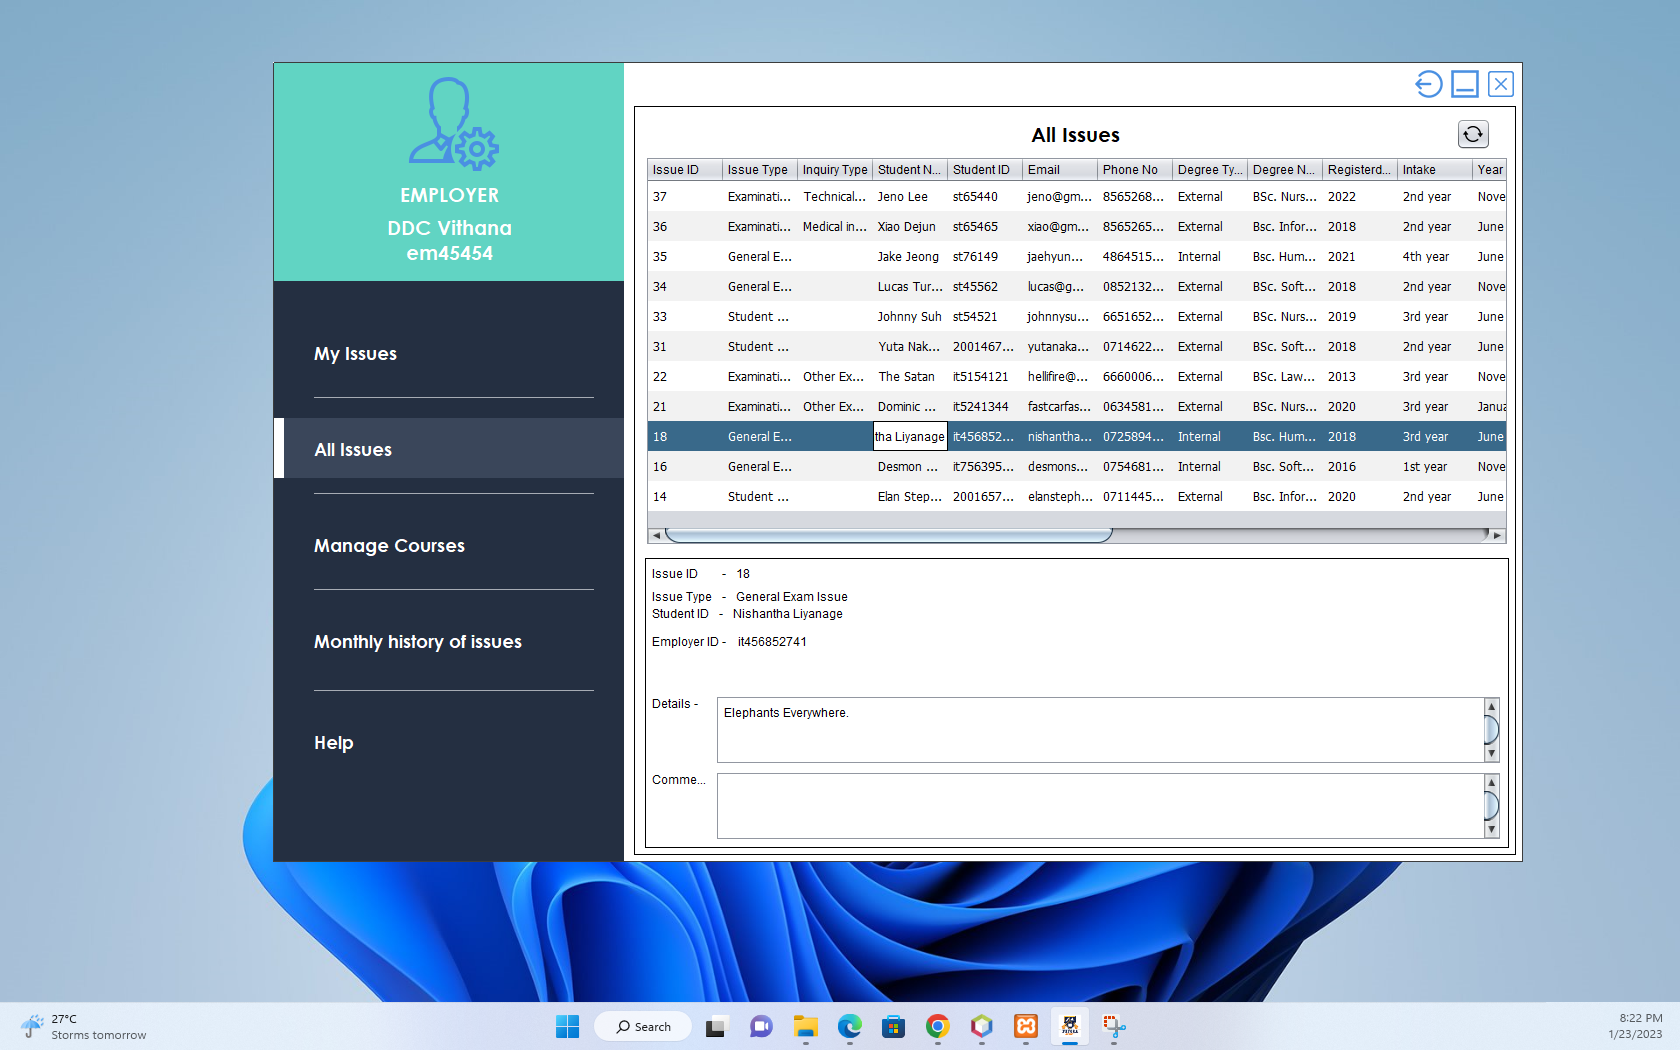 EMPLOYER
DDC Vithana
em45454
My Issues
All Issues
Manage Courses
Monthly history of issues
Help
All Issues
Issue ID Issue Type Inquiry Type Student N... Student ID Email Phone No Degree Ty... Degree N... Registerd... Intake Year
37 Examinati... Technical... Jeno Lee st65440 jeno@gm... 8565268... External BSc. Nurs... 2022 2nd year Nove
36 Examinati... Medical in... Xiao Dejun st65465 xiao@gm... 8565265... External Bsc. Infor... 2018 2nd year June
35 General E... Jake Jeong st76149 jaehyun... 4864515... Internal Bsc. Hum... 2021 4th year June
34 General E... Lucas Tur... st45562 lucas@g... 0852132... External BSc. Soft... 2018 2nd year Nove
33 Student ... Johnny Suh st54521 johnnysu... 6651652... External BSc. Nurs... 2019 3rd year June
31 Student ... Yuta Nak... 2001467... yutanaka... 0714622... External BSc. Soft... 2018 2nd year June
22 Examinati... Other Ex... The Satan it5154121 hellifire@... 6660006... External BSc. Law... 2013 3rd year Nove
21 Examinati... Other Ex... Dominic ... it5241344 fastcarfas... 0634581... External BSc. Nurs... 2020 3rd year Janua
18 General E... tha Liyanage it456852... nishantha... 0725894... Internal Bsc. Hum... 2018 3rd year June
16 General E... Desmon ... it756395... desmons... 0754681... Internal Bsc. Soft... 2016 1st year Nove
14 Student ... Elan Step... 2001657... elansteph... 0711445... External Bsc. Infor... 2020 2nd year June
Issue ID - 18
Issue Type - General Exam Issue
Student ID - Nishantha Liyanage
Employer ID - it456852741
Details - Elephants Everywhere.
Comme...
27°C
Storms tomorrow
Search
8:22 PM
1/23/2023